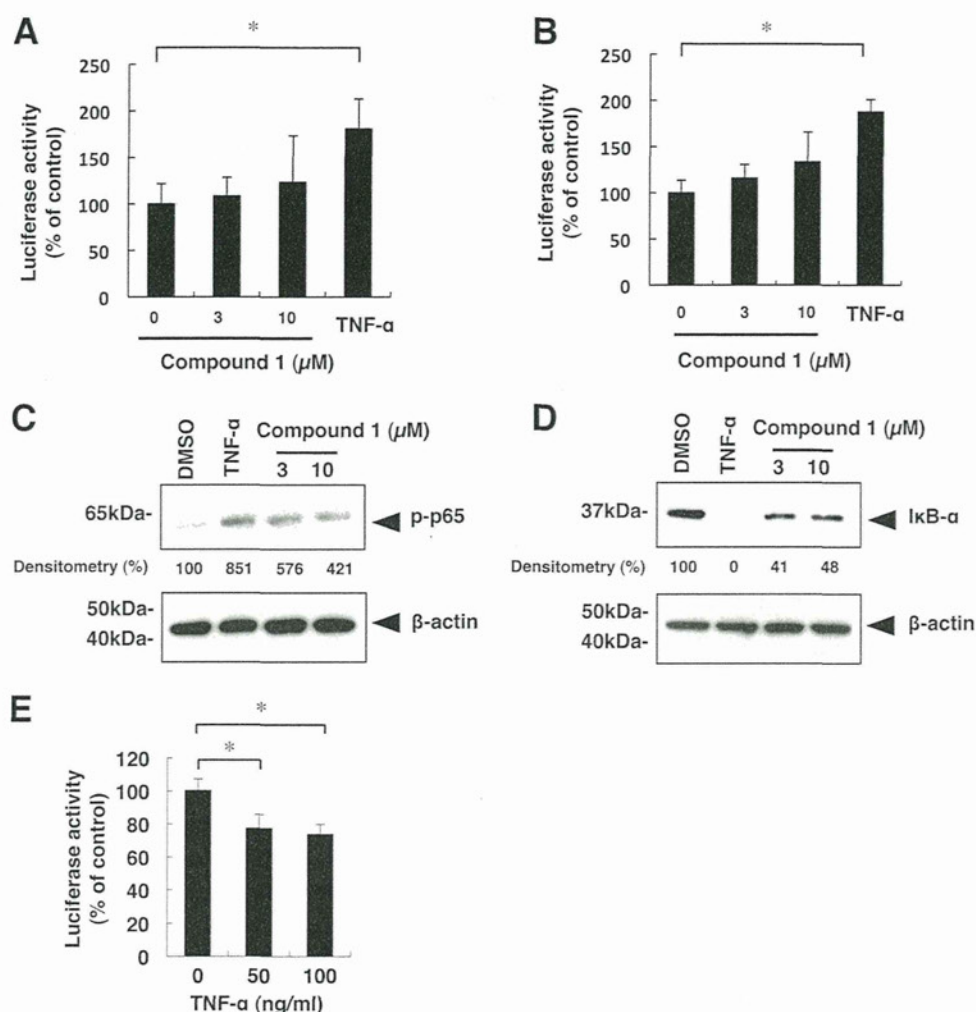 A
*
Luciferase activity
(% of control)
250
200
150
100
50
0
0 3 10 TNF-α
Compound 1 (µM)
B
*
Luciferase activity
(% of control)
250
200
150
100
50
0
0 3 10 TNF-α
Compound 1 (µM)
C
DMSO
TNF-α
Compound 1 (µM)
3 10
65kDa-
p-p65
Densitometry (%) 100 851 576 421
50kDa-
40kDa-
β-actin
D
DMSO
TNF-α
Compound 1 (µM)
3 10
37kDa-
IκB-α
Densitometry (%) 100 0 41 48
50kDa-
40kDa-
β-actin
E
*
*
Luciferase activity
(% of control)
120
100
80
60
40
20
0
0 50 100
TNF-α (ng/ml)